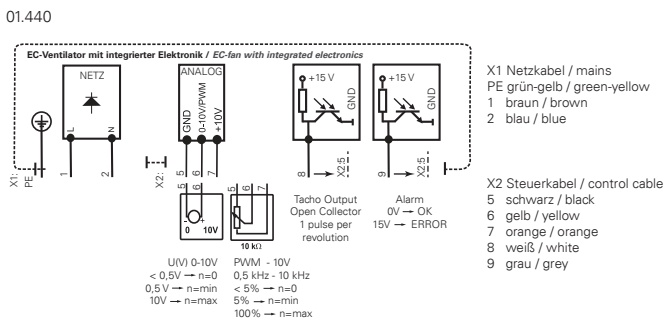 01.440
EC-Ventilator mit integrierter Elektronik / EC-fan with integrated electronics
NETZ
L
N
X1:
PE
1
2
ANALOG
GND
0-10V/PWM
+10V
X2:
5
6
7
5
6
7
- +
0 10V
5
6
7
10 kΩ
U(V) 0-10V
< 0,5V → n=0
0,5 V → n=min
10V → n=max
PWM - 10V
0,5 kHz - 10 kHz
< 5% → n=0
5% → n=min
100% → n=max
+15 V
GND
8
X2:5
Tacho Output
Open Collector
1 pulse per
revolution
+15 V
GND
9
X2:5
Alarm
0V → OK
15V → ERROR
X1 Netzkabel / mains
PE grün-gelb / green-yellow
1 braun / brown
2 blau / blue
X2 Steuerkabel / control cable
5 schwarz / black
6 gelb / yellow
7 orange / orange
8 weiß / white
9 grau / grey